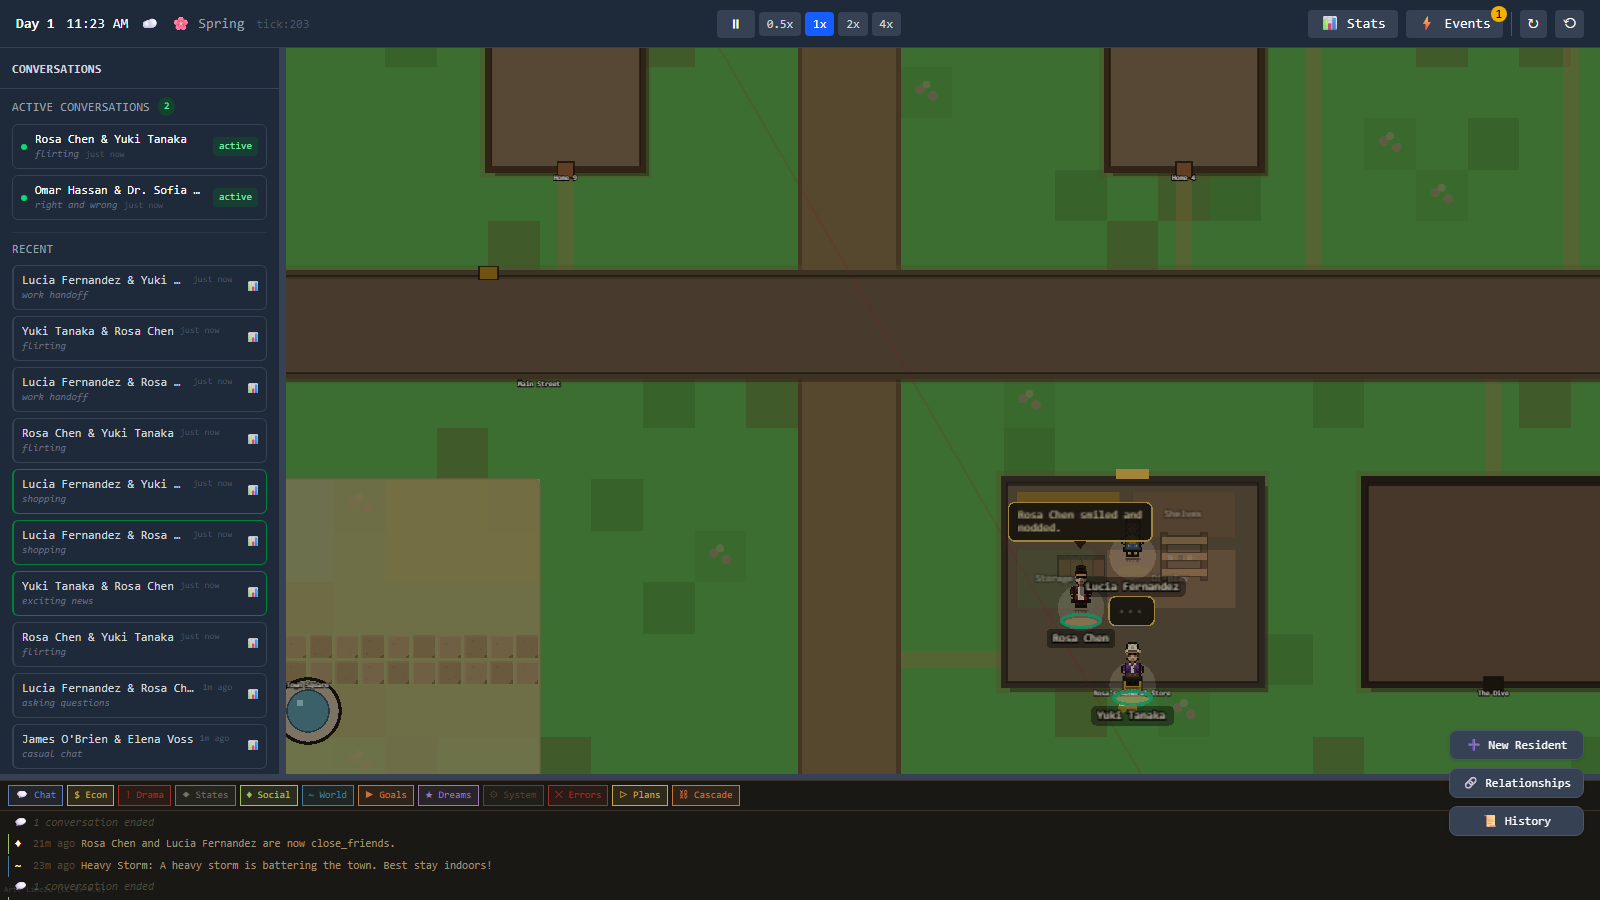 Day 1 11:23 AM Spring tick:203
0.5x 1x 2x 4x
Stats
Events 1
CONVERSATIONS
ACTIVE CONVERSATIONS 2
Rosa Chen & Yuki Tanaka
flirting just now
active
Omar Hassan & Dr. Sofia …
right and wrong just now
active
RECENT
Lucia Fernandez & Yuki … just now
work handoff
Yuki Tanaka & Rosa Chen just now
flirting
Lucia Fernandez & Rosa … just now
work handoff
Rosa Chen & Yuki Tanaka just now
flirting
Lucia Fernandez & Yuki … just now
shopping
Lucia Fernandez & Rosa … just now
shopping
Yuki Tanaka & Rosa Chen just now
exciting news
Rosa Chen & Yuki Tanaka just now
flirting
Lucia Fernandez & Rosa Ch… 1m ago
asking questions
James O'Brien & Elena Voss 1m ago
casual chat
Home 9
Home 4
Main Street
Rosa Chen smiled and
nodded.
Shelves
Storage
Lucia Fernandez
...
Rosa Chen
Rosa's General Store
Yuki Tanaka
The Dive
Town Square
New Resident
Relationships
History
Chat
$ Econ
! Drama
States
Social
~ World
Goals
Dreams
System
Errors
Plans
Cascade
1 conversation ended
21m ago Rosa Chen and Lucia Fernandez are now close_friends.
~ 23m ago Heavy Storm: A heavy storm is battering the town. Best stay indoors!
1 conversation ended